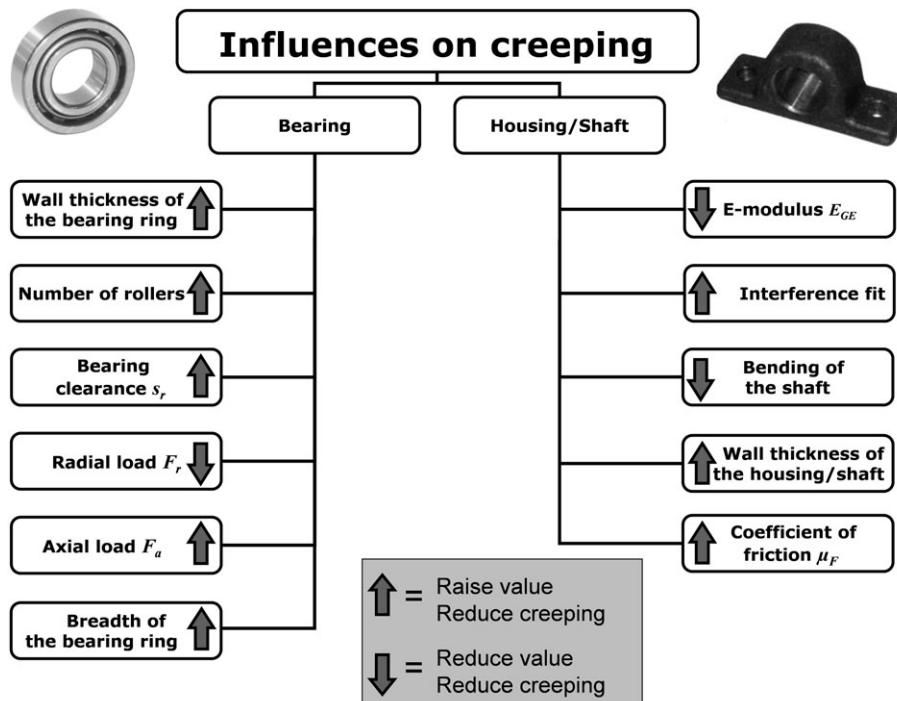 Influences on creeping
Bearing
Housing/Shaft
Wall thickness of
the bearing ring
Number of rollers
Bearing
clearance s_r
Radial load F_r
Axial load F_a
Breadth of
the bearing ring
E-modulus E_GE
Interference fit
Bending of
the shaft
Wall thickness of
the housing/shaft
Coefficient of
friction μ_F
= Raise value
Reduce creeping
= Reduce value
Reduce creeping